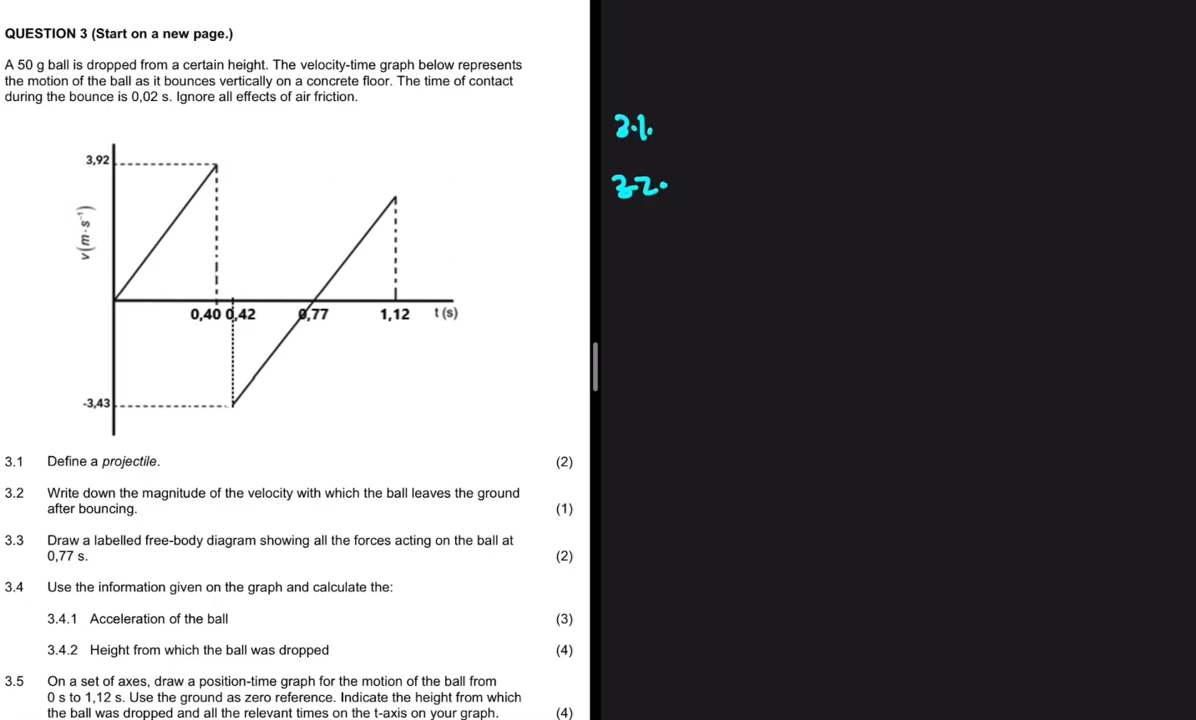 QUESTION 3 (Start on a new page.)
A 50 g ball is dropped from a certain height. The velocity-time graph below represents
the motion of the ball as it bounces vertically on a concrete floor. The time of contact
during the bounce is 0,02 s. Ignore all effects of air friction.
3,92
v(m·s⁻¹)
0,40 0,42 0,77 1,12 t (s)
-3,43
3.1 Define a projectile. (2)
3.2 Write down the magnitude of the velocity with which the ball leaves the ground
after bouncing. (1)
3.3 Draw a labelled free-body diagram showing all the forces acting on the ball at
0,77 s. (2)
3.4 Use the information given on the graph and calculate the:
3.4.1 Acceleration of the ball (3)
3.4.2 Height from which the ball was dropped (4)
3.5 On a set of axes, draw a position-time graph for the motion of the ball from
0 s to 1,12 s. Use the ground as zero reference. Indicate the height from which
the ball was dropped and all the relevant times on the t-axis on your graph. (4)
3.1.
3.2.